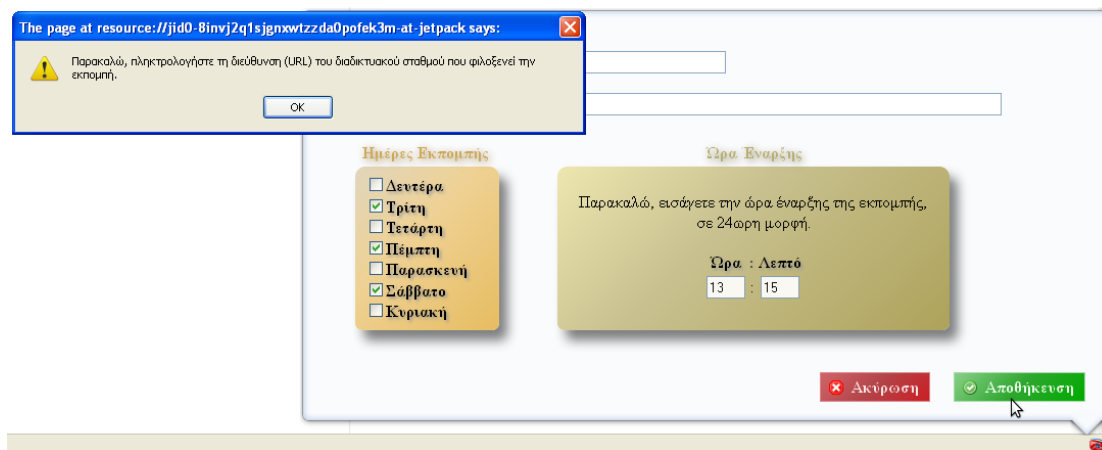 The page at resource://jid0-8invj2q1sjgnxwtzzda0pofek3m-at-jetpack says:
Παρακαλώ, πληκτρολογήστε τη διεύθυνση (URL) του διαδικτυακού σταθμού που φιλοξενεί την
εκπομπή.
OK
Ημέρες Εκπομπής
Δευτέρα
Τρίτη
Τετάρτη
Πέμπτη
Παρασκευή
Σάββατο
Κυριακή
Ώρα Έναρξης
Παρακαλώ, εισάγετε την ώρα έναρξης της εκπομπής,
σε 24ωρη μορφή.
Ώρα : Λεπτό
13 : 15
Ακύρωση
Αποθήκευση